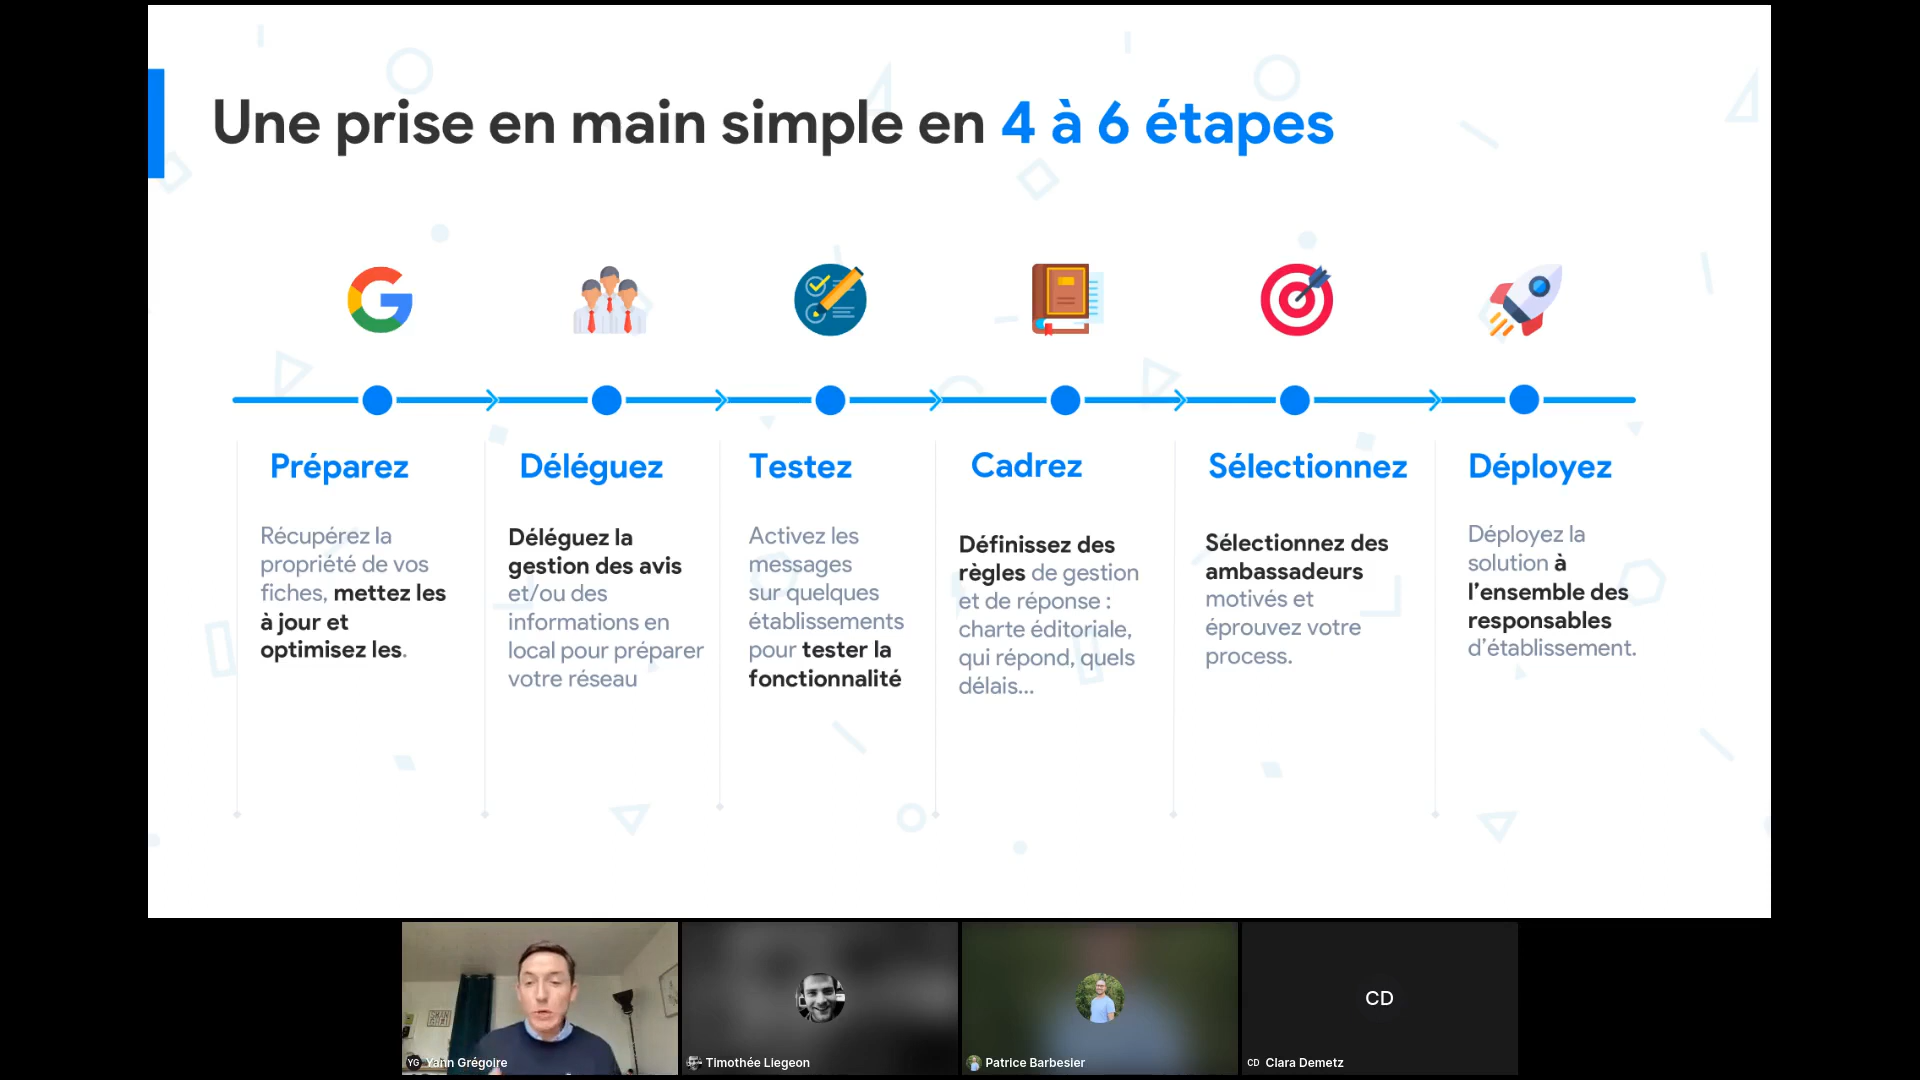 Une prise en main simple en 4 à 6 étapes
Préparez
Récupérez la
propriété de vos
fiches, mettez les
à jour et
optimisez les.
Déléguez
Déléguez la
gestion des avis
et/ou des
informations en
local pour préparer
votre réseau
Testez
Activez les
messages
sur quelques
établissements
pour tester la
fonctionnalité
Cadrez
Définissez des
règles de gestion
et de réponse :
charte éditoriale,
qui répond, quels
délais...
Sélectionnez
Sélectionnez des
ambassadeurs
motivés et
éprouvez votre
process.
Déployez
Déployez la
solution à
l'ensemble des
responsables
d'établissement.
YG Yann Grégoire
Timothée Liegeon
Patrice Barbesier
CD
CD Clara Demetz